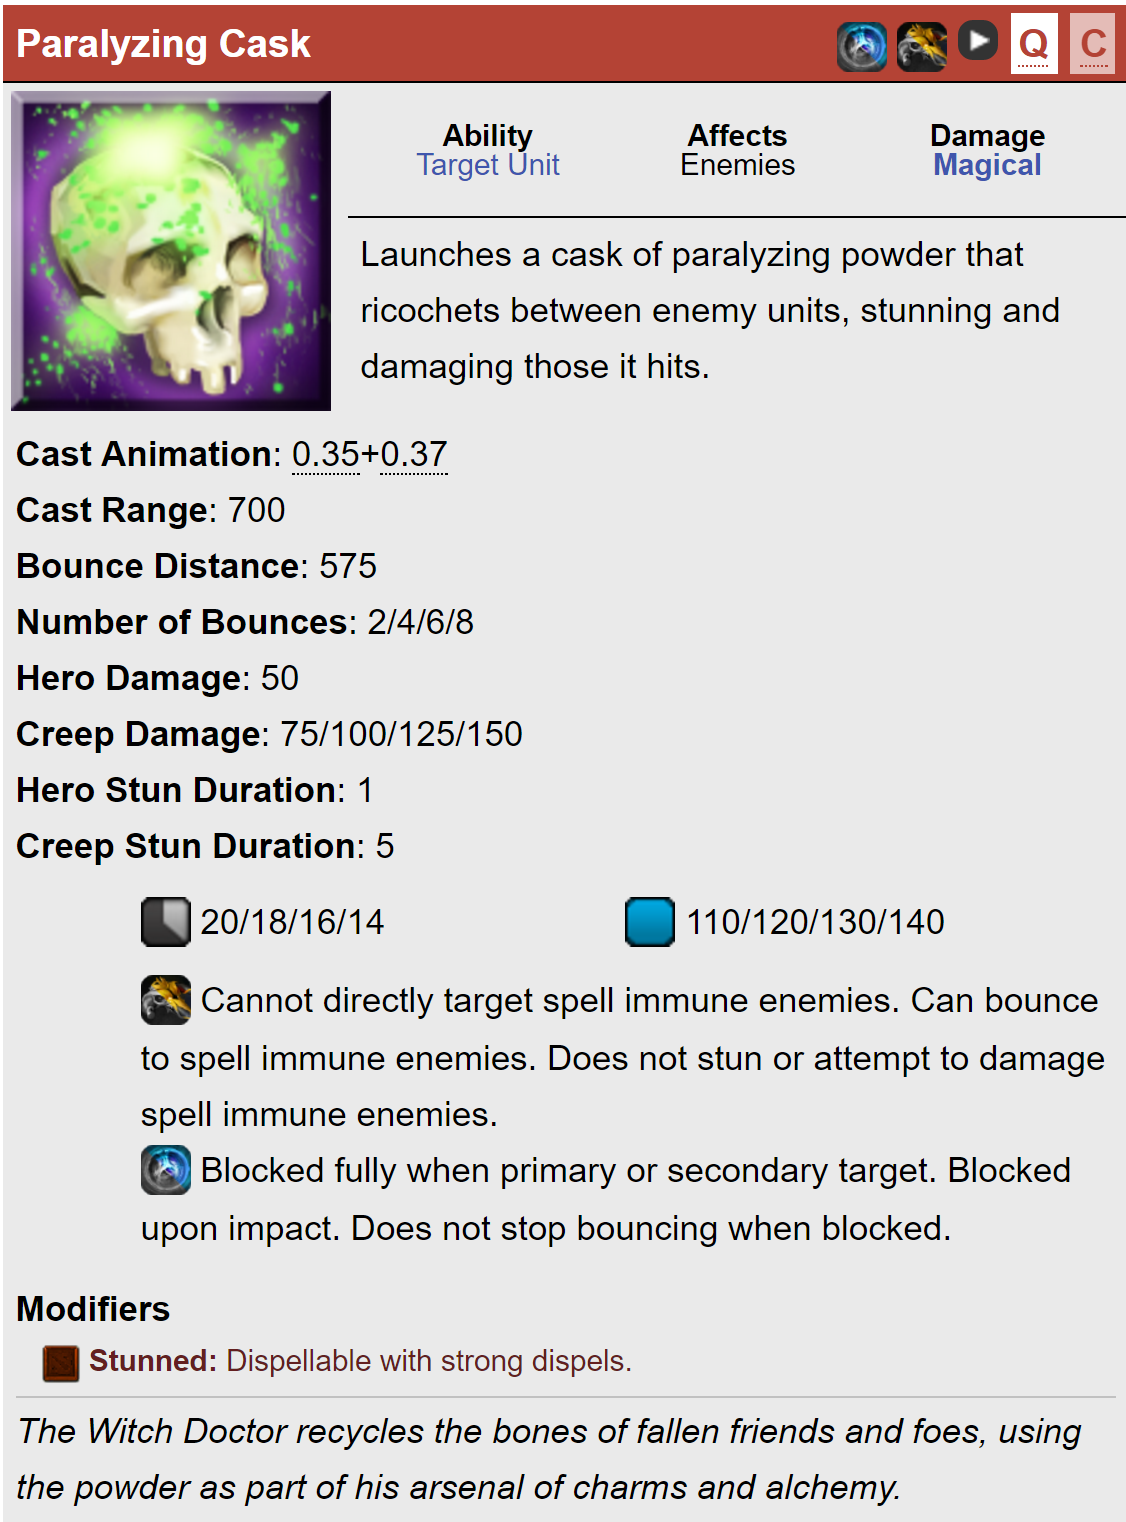 Paralyzing Cask
Q C
Ability Affects Damage
Target Unit Enemies Magical
Launches a cask of paralyzing powder that
ricochets between enemy units, stunning and
damaging those it hits.
Cast Animation: 0.35+0.37
Cast Range: 700
Bounce Distance: 575
Number of Bounces: 2/4/6/8
Hero Damage: 50
Creep Damage: 75/100/125/150
Hero Stun Duration: 1
Creep Stun Duration: 5
20/18/16/14 110/120/130/140
Cannot directly target spell immune enemies. Can bounce
to spell immune enemies. Does not stun or attempt to damage
spell immune enemies.
Blocked fully when primary or secondary target. Blocked
upon impact. Does not stop bouncing when blocked.
Modifiers
Stunned: Dispellable with strong dispels.
The Witch Doctor recycles the bones of fallen friends and foes, using
the powder as part of his arsenal of charms and alchemy.